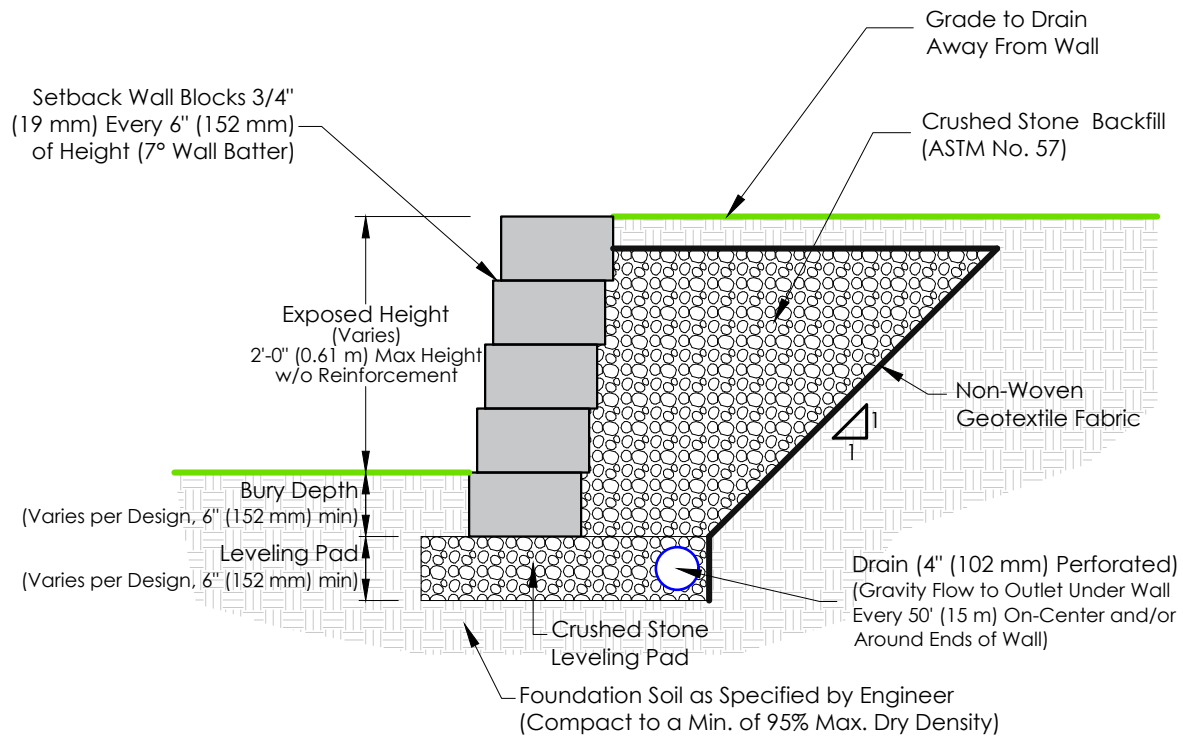 Grade to Drain
Away From Wall
Setback Wall Blocks 3/4"
(19 mm) Every 6" (152 mm)
of Height (7° Wall Batter)
Crushed Stone Backfill
(ASTM No. 57)
Exposed Height
(Varies)
2'-0" (0.61 m) Max Height
w/o Reinforcement
Non-Woven
Geotextile Fabric
1
1
Bury Depth
(Varies per Design, 6" (152 mm) min)
Leveling Pad
(Varies per Design, 6" (152 mm) min)
Drain (4" (102 mm) Perforated)
(Gravity Flow to Outlet Under Wall
Every 50' (15 m) On-Center and/or
Around Ends of Wall)
Crushed Stone
Leveling Pad
Foundation Soil as Specified by Engineer
(Compact to a Min. of 95% Max. Dry Density)